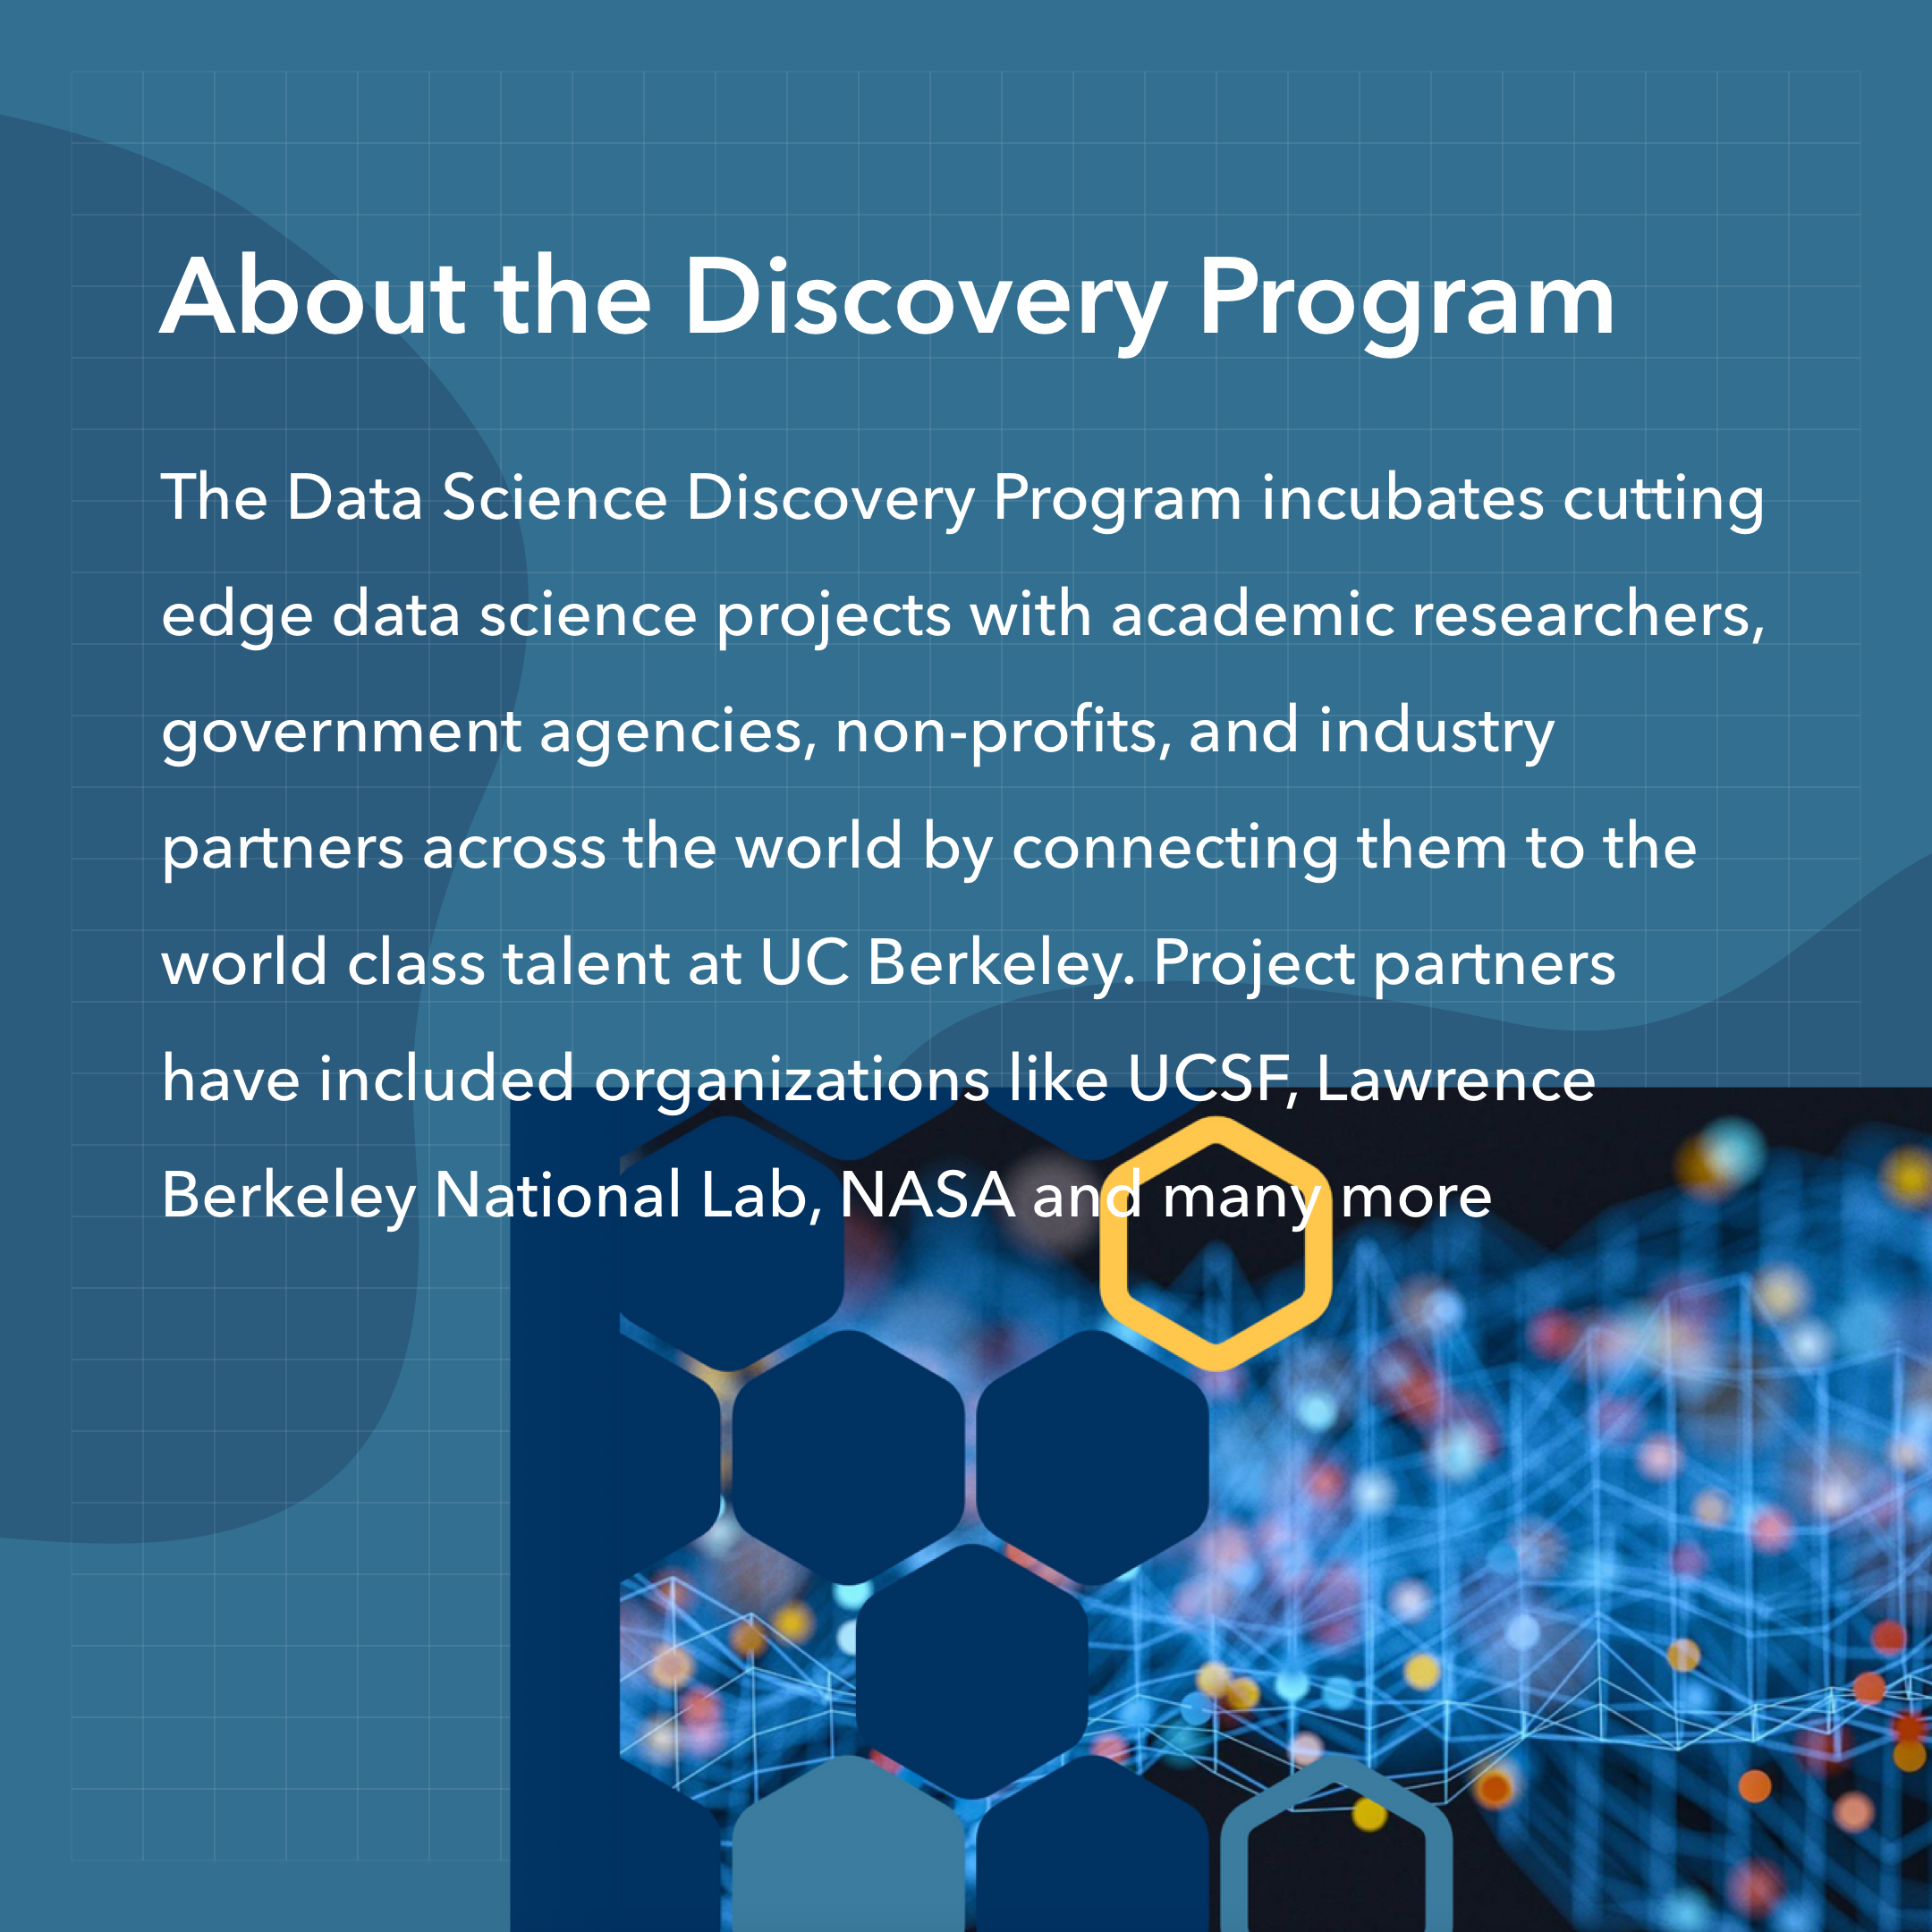 About the Discovery Program
The Data Science Discovery Program incubates cutting
edge data science projects with academic researchers,
government agencies, non-profits, and industry
partners across the world by connecting them to the
world class talent at UC Berkeley. Project partners
have included organizations like UCSF, Lawrence
Berkeley National Lab, NASA and many more